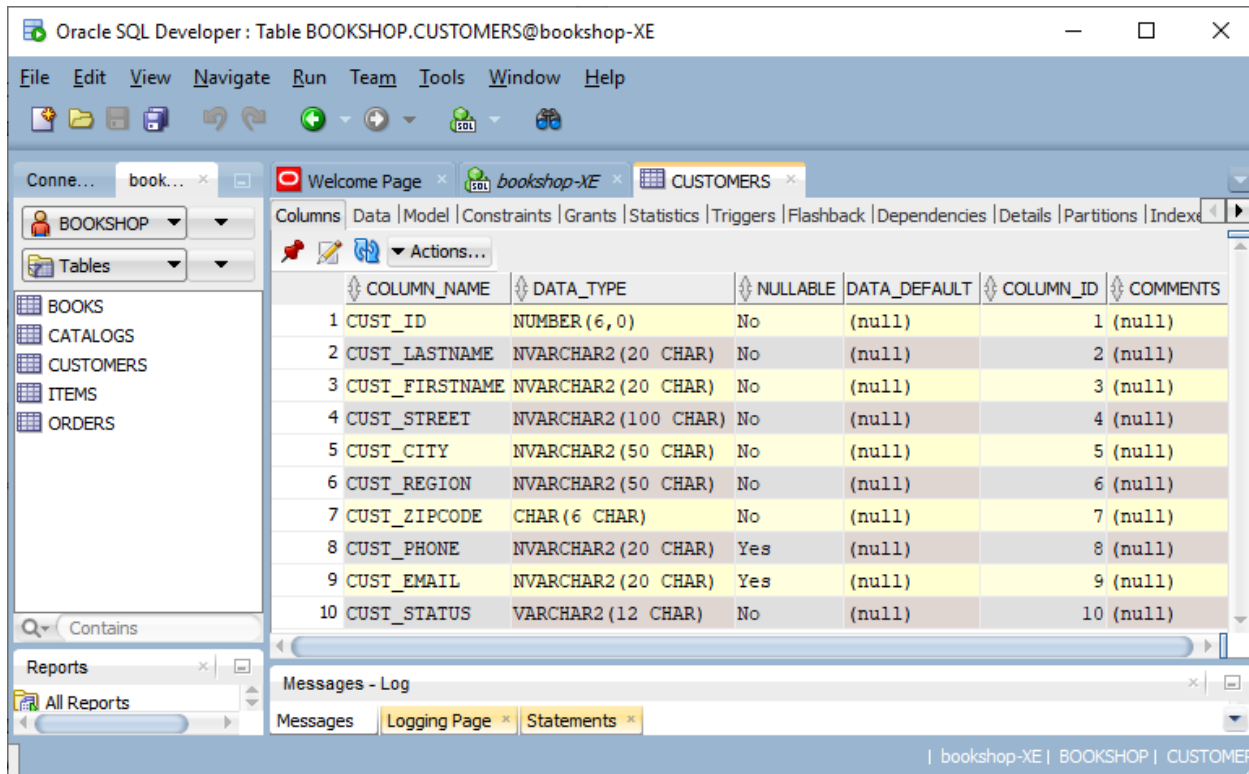 Oracle SQL Developer : Table BOOKSHOP.CUSTOMERS@bookshop-XE
File Edit View Navigate Run Team Tools Window Help
SQL
Conne... book...
BOOKSHOP
Tables
BOOKS
CATALOGS
CUSTOMERS
ITEMS
ORDERS
Contains
Reports
All Reports
Welcome Page SQL bookshop-XE CUSTOMERS
Columns Data | Model | Constraints | Grants | Statistics | Triggers | Flashback | Dependencies | Details | Partitions | Indexe
Actions...
COLUMN_NAME DATA_TYPE NULLABLE DATA_DEFAULT COLUMN_ID COMMENTS
1 CUST_ID NUMBER(6,0) No (null) 1 (null)
2 CUST_LASTNAME NVARCHAR2(20 CHAR) No (null) 2 (null)
3 CUST_FIRSTNAME NVARCHAR2(20 CHAR) No (null) 3 (null)
4 CUST_STREET NVARCHAR2(100 CHAR) No (null) 4 (null)
5 CUST_CITY NVARCHAR2(50 CHAR) No (null) 5 (null)
6 CUST_REGION NVARCHAR2(50 CHAR) No (null) 6 (null)
7 CUST_ZIPCODE CHAR(6 CHAR) No (null) 7 (null)
8 CUST_PHONE NVARCHAR2(20 CHAR) Yes (null) 8 (null)
9 CUST_EMAIL NVARCHAR2(20 CHAR) Yes (null) 9 (null)
10 CUST_STATUS VARCHAR2(12 CHAR) No (null) 10 (null)
Messages - Log
Messages Logging Page Statements
| bookshop-XE | BOOKSHOP | CUSTOMER